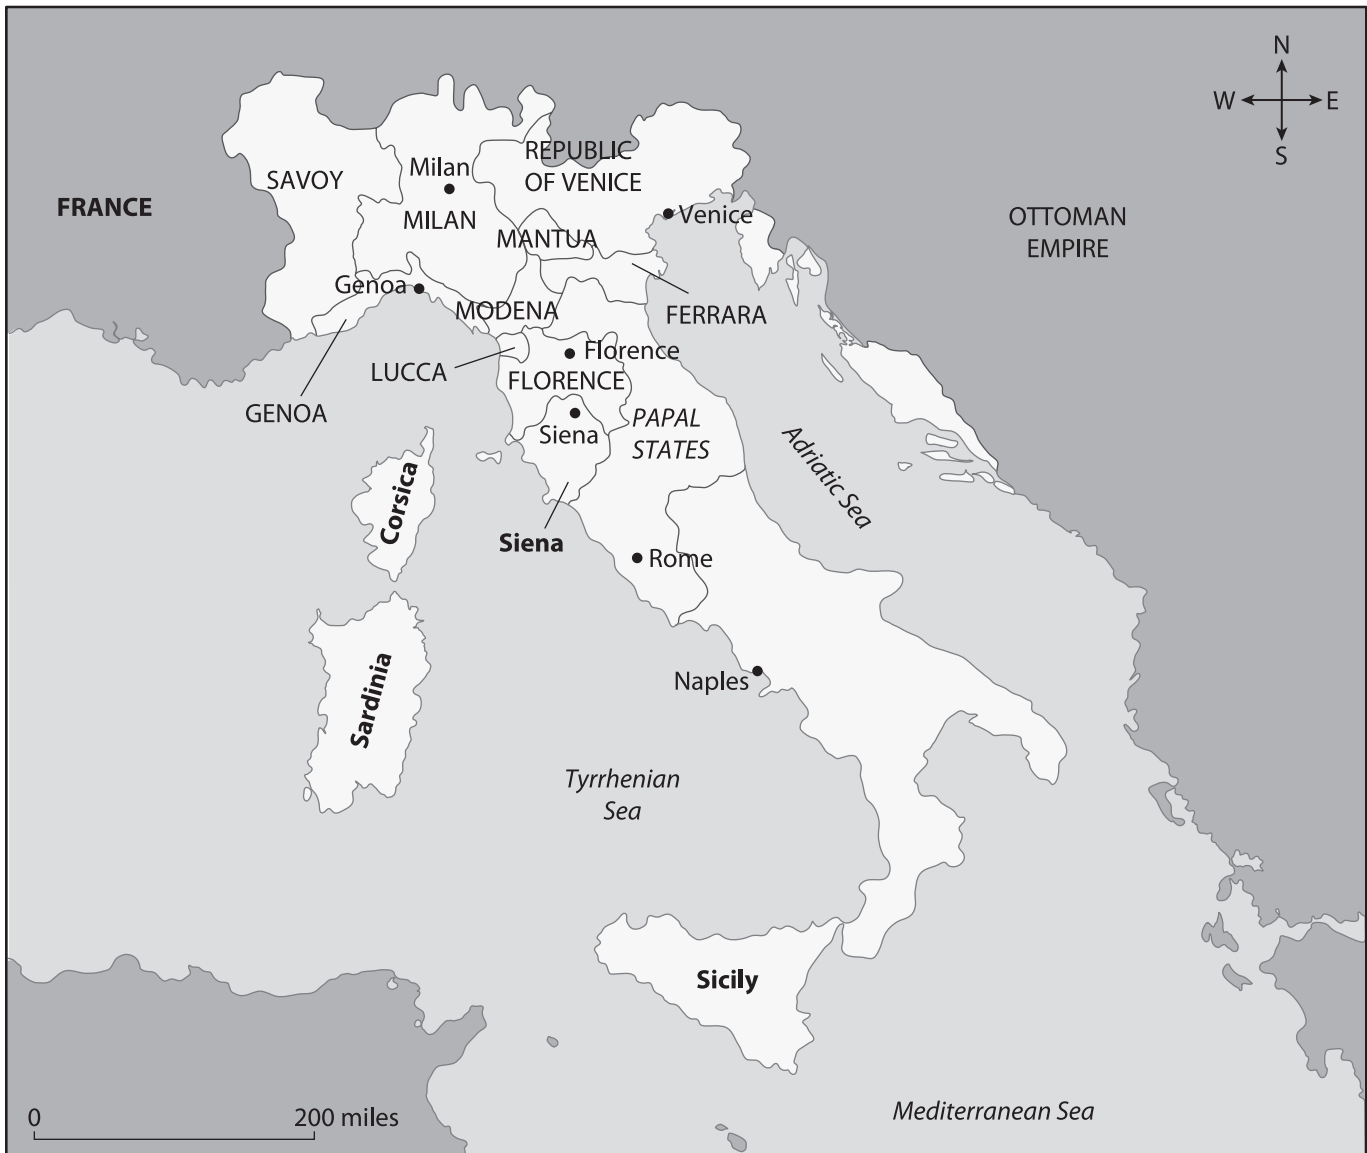 N
W E
S
FRANCE
SAVOY
Milan
MILAN
REPUBLIC
OF VENICE
MANTUA
Venice
OTTOMAN
EMPIRE
Genoa
MODENA
FERRARA
LUCCA
GENOA
Florence
FLORENCE
Siena
PAPAL
STATES
Adriatic Sea
Corsica
Siena
Rome
Sardinia
Naples
Tyrrhenian
Sea
Sicily
Mediterranean Sea
0 200 miles